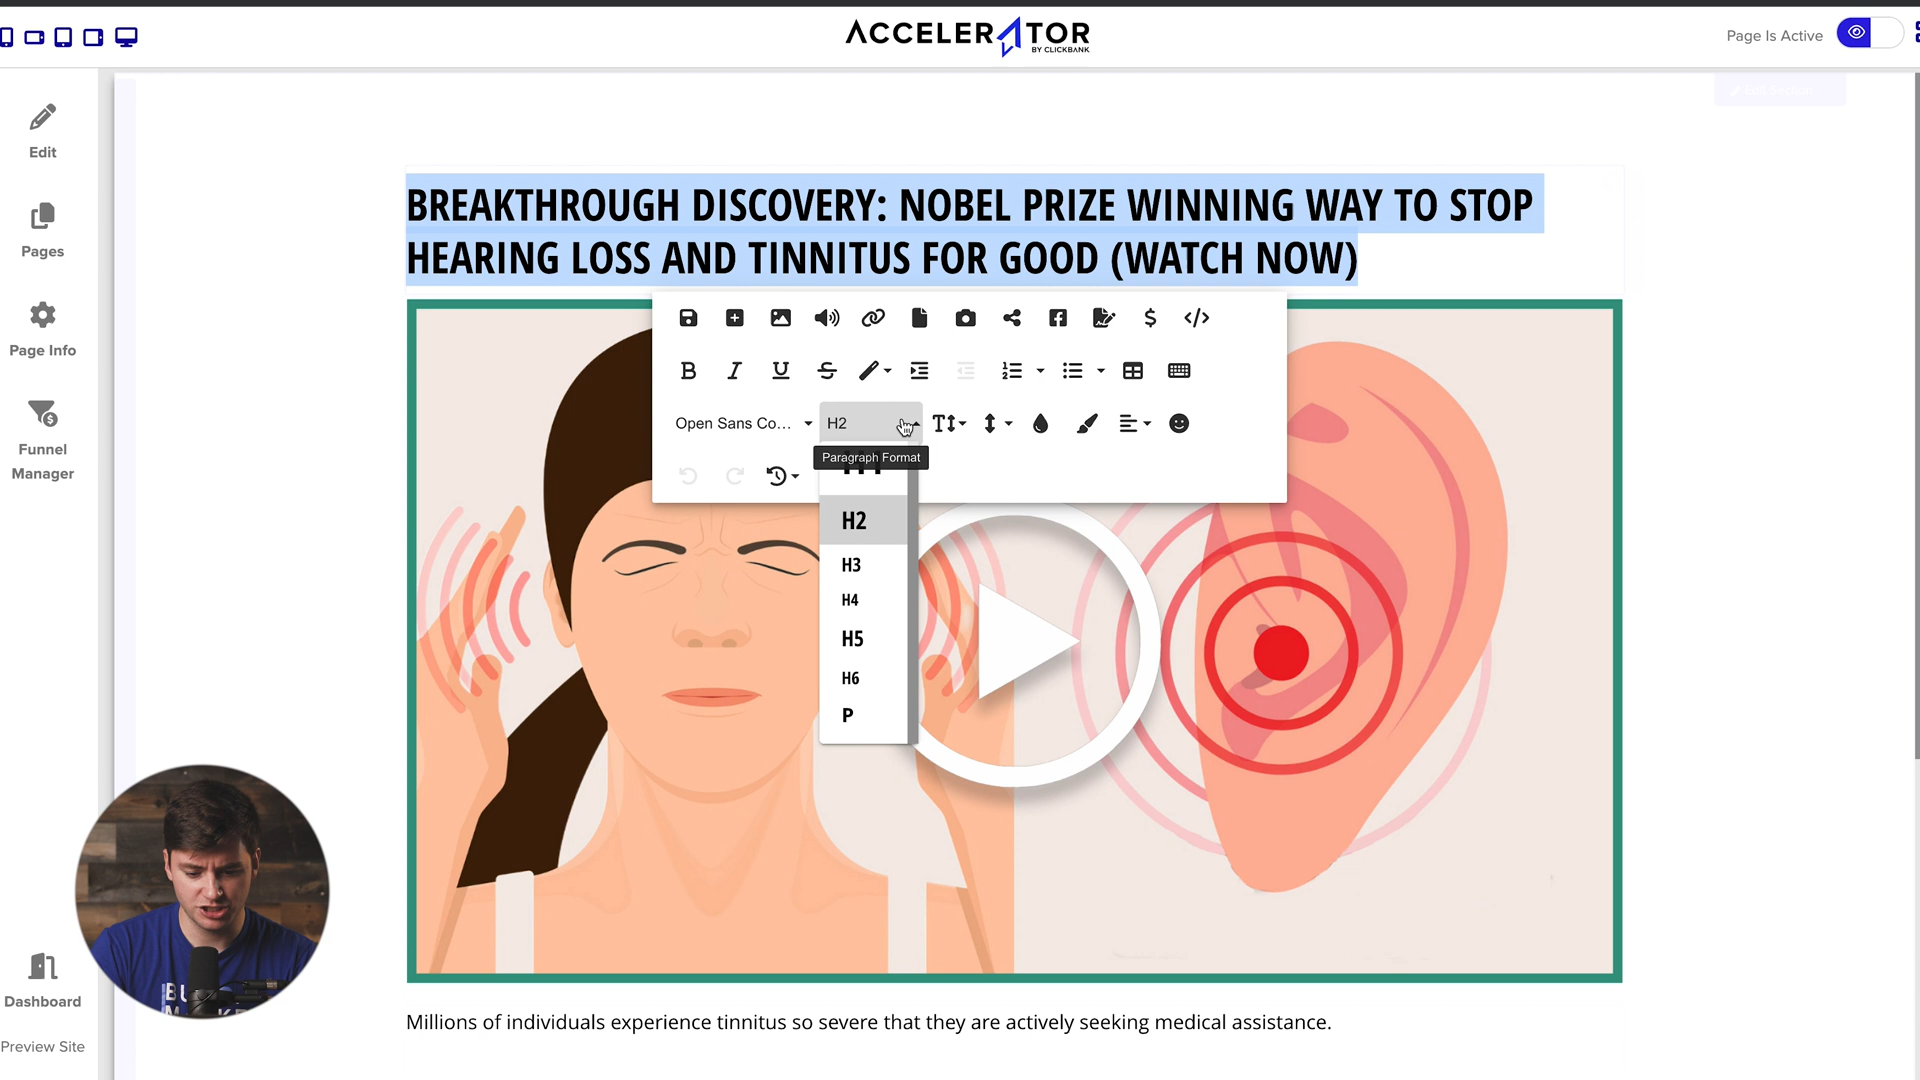 ACCELERATOR
BY CLICKBANK
Page Is Active
Edit
Pages
Page Info
Funnel
Manager
Dashboard
Preview Site
BREAKTHROUGH DISCOVERY: NOBEL PRIZE WINNING WAY TO STOP
HEARING LOSS AND TINNITUS FOR GOOD (WATCH NOW)
B I U S
Open Sans Co...
H2
Paragraph Format
H1
H2
H3
H4
H5
H6
P
Millions of individuals experience tinnitus so severe that they are actively seeking medical assistance.